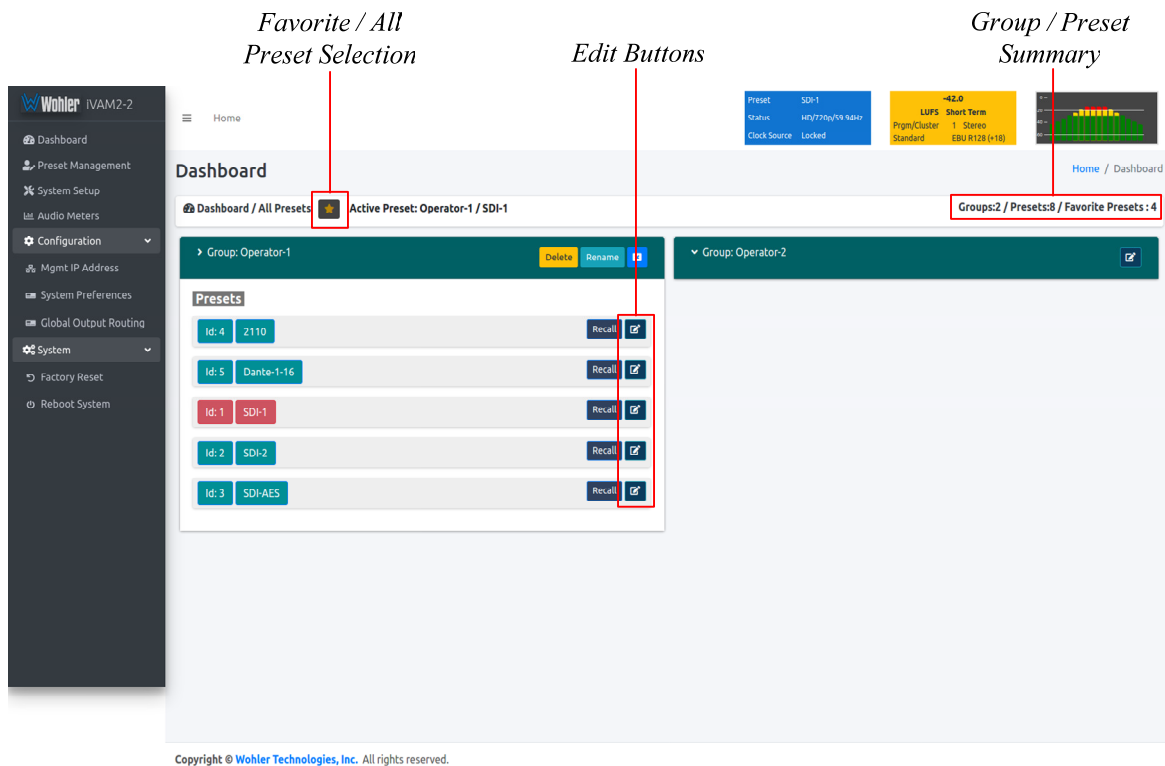 Favorite / All
Preset Selection
Edit Buttons
Group / Preset
Summary
Wohler iVAM2-2
Dashboard
Preset Management
System Setup
Audio Meters
Configuration
Mgmt IP Address
System Preferences
Global Output Routing
System
Factory Reset
Reboot System
Home
Preset SDI-1
Status HD/720p/59.94Hz
Clock Source Locked
-42.0
LUFS Short Term
Prgm/Cluster 1 Stereo
Standard EBU R128 (+18)
Dashboard
Home / Dashboard
Dashboard / All Presets
Active Preset: Operator-1 / SDI-1
Groups:2 / Presets:8 / Favorite Presets : 4
Group: Operator-1
Delete Rename
Group: Operator-2
Presets
Id: 4 2110 Recall
Id: 5 Dante-1-16 Recall
Id: 1 SDI-1 Recall
Id: 2 SDI-2 Recall
Id: 3 SDI-AES Recall
Copyright © Wohler Technologies, Inc. All rights reserved.